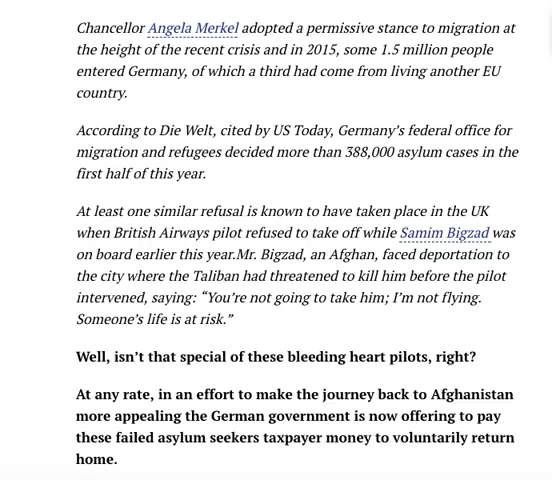 Chancellor Angela Merkel adopted a permissive stance to migration at
the height of the recent crisis and in 2015, some 1.5 million people
entered Germany, of which a third had come from living another EU
country.
According to Die Welt, cited by US Today, Germany’s federal office for
migration and refugees decided more than 388,000 asylum cases in the
first half of this year.
At least one similar refusal is known to have taken place in the UK
when British Airways pilot refused to take off while Samim Bigzad was
on board earlier this year.Mr. Bigzad, an Afghan, faced deportation to
the city where the Taliban had threatened to kill him before the pilot
intervened, saying: “You’re not going to take him; I’m not flying.
Someone’s life is at risk.”
Well, isn’t that special of these bleeding heart pilots, right?
At any rate, in an effort to make the journey back to Afghanistan
more appealing the German government is now offering to pay
these failed asylum seekers taxpayer money to voluntarily return
home.